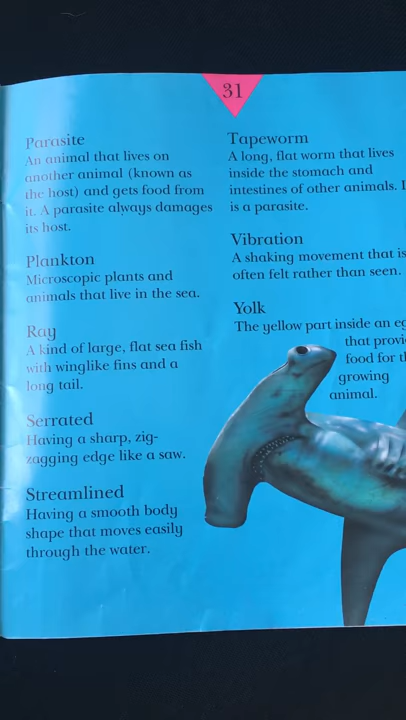 31
Parasite
An animal that lives on
another animal (known as
the host) and gets food from
it. A parasite always damages
its host.
Plankton
Microscopic plants and
animals that live in the sea.
Ray
A kind of large, flat sea fish
with winglike fins and a
long tail.
Serrated
Having a sharp, zig-
zagging edge like a saw.
Streamlined
Having a smooth body
shape that moves easily
through the water.
Tapeworm
A long, flat worm that lives
inside the stomach and
intestines of other animals.
is a parasite.
Vibration
A shaking movement that is
often felt rather than seen.
Yolk
The yellow part inside an
that
food for
growing
animal.